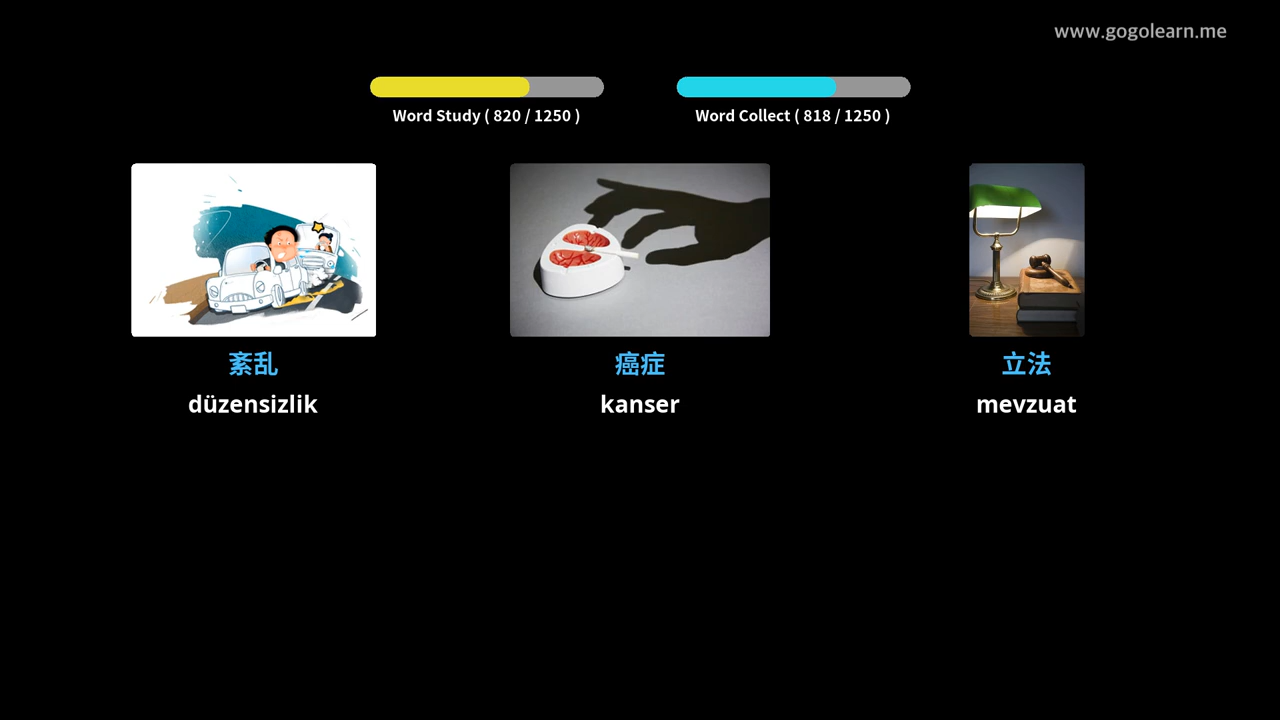 www.gogolearn.me
Word Study ( 820 / 1250 )
Word Collect ( 818 / 1250 )
紊乱
癌症
立法
düzensizlik
kanser
mevzuat